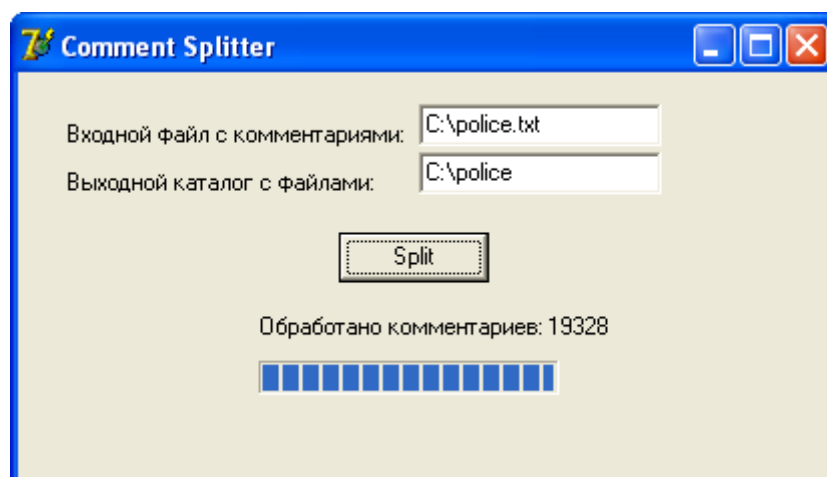 Comment Splitter
Входной файл с комментариями: C:\police.txt
Выходной каталог с файлами: C:\police
Split
Обработано комментариев: 19328